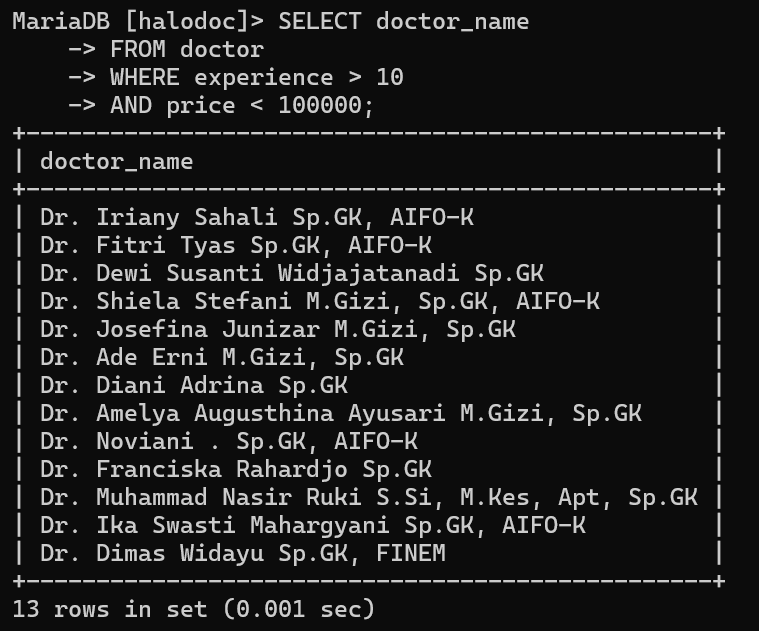 MariaDB [halodoc]> SELECT doctor_name
    -> FROM doctor
    -> WHERE experience > 10
    -> AND price < 100000;
+-------------------------------------------------+
| doctor_name                                     |
+-------------------------------------------------+
| Dr. Iriany Sahali Sp.GK, AIFO-K                 |
| Dr. Fitri Tyas Sp.GK, AIFO-K                    |
| Dr. Dewi Susanti Widjajatanadi Sp.GK            |
| Dr. Shiela Stefani M.Gizi, Sp.GK, AIFO-K        |
| Dr. Josefina Junizar M.Gizi, Sp.GK              |
| Dr. Ade Erni M.Gizi, Sp.GK                      |
| Dr. Diani Adrina Sp.GK                          |
| Dr. Amelya Augusthina Ayusari M.Gizi, Sp.GK     |
| Dr. Noviani . Sp.GK, AIFO-K                     |
| Dr. Franciska Rahardjo Sp.GK                    |
| Dr. Muhammad Nasir Ruki S.Si, M.Kes, Apt, Sp.GK |
| Dr. Ika Swasti Mahargyani Sp.GK, AIFO-K         |
| Dr. Dimas Widayu Sp.GK, FINEM                   |
+-------------------------------------------------+
13 rows in set (0.001 sec)